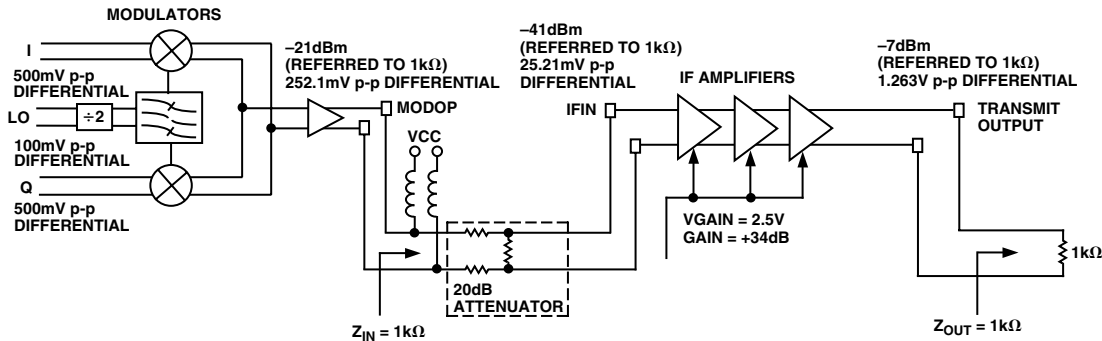 MODULATORS
I
500mV p-p
DIFFERENTIAL
LO
÷2
100mV p-p
DIFFERENTIAL
Q
500mV p-p
DIFFERENTIAL
–21dBm
(REFERRED TO 1kΩ)
252.1mV p-p DIFFERENTIAL
MODOP
VCC
20dB
ATTENUATOR
ZIN = 1kΩ
–41dBm
(REFERRED TO 1kΩ)
25.21mV p-p
DIFFERENTIAL
IFIN
IF AMPLIFIERS
VGAIN = 2.5V
GAIN = +34dB
–7dBm
(REFERRED TO 1kΩ)
1.263V p-p DIFFERENTIAL
TRANSMIT
OUTPUT
1kΩ
ZOUT = 1kΩ